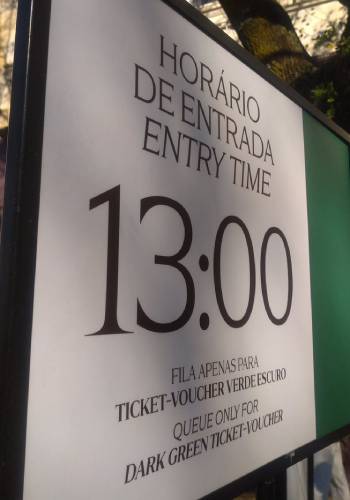 HORÁRIO
DE ENTRADA
ENTRY TIME
13:00
FILA APENAS PARA
TICKET-VOUCHER VERDE ESCURO
QUEUE ONLY FOR
DARK GREEN TICKET-VOUCHER